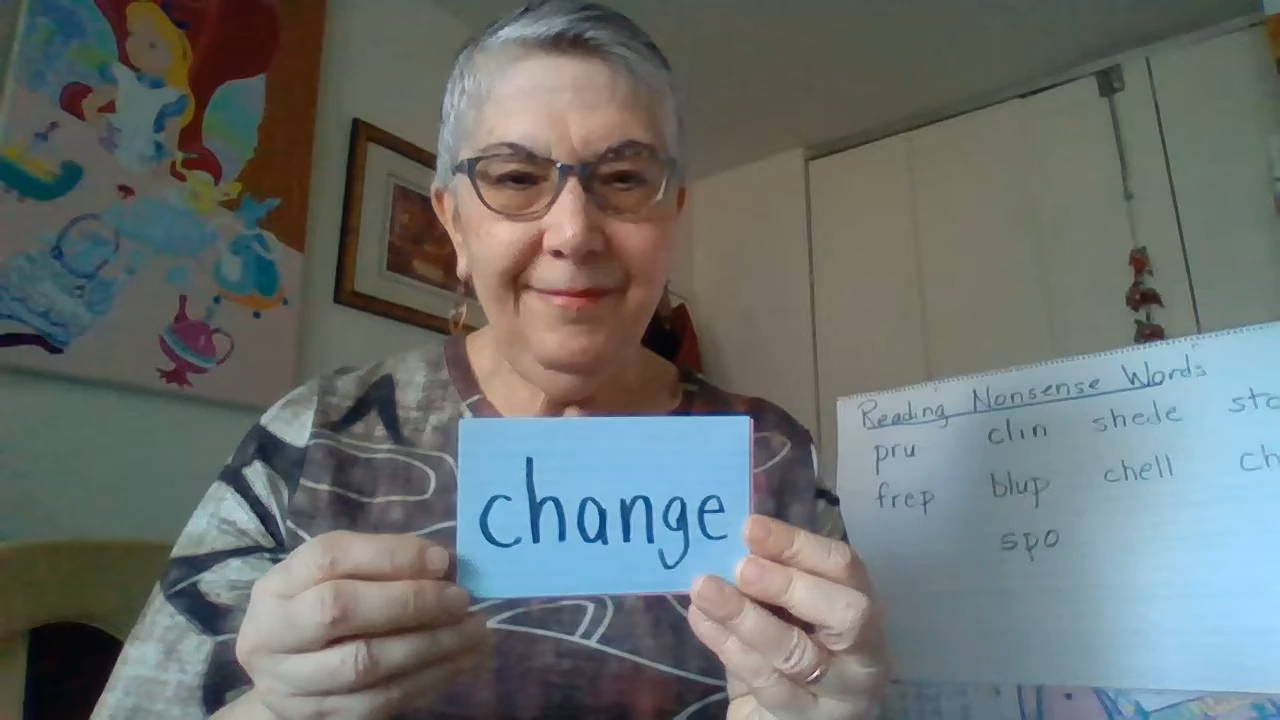 change
Reading Nonsense Words
pru clin shede
frep blup chell
spo